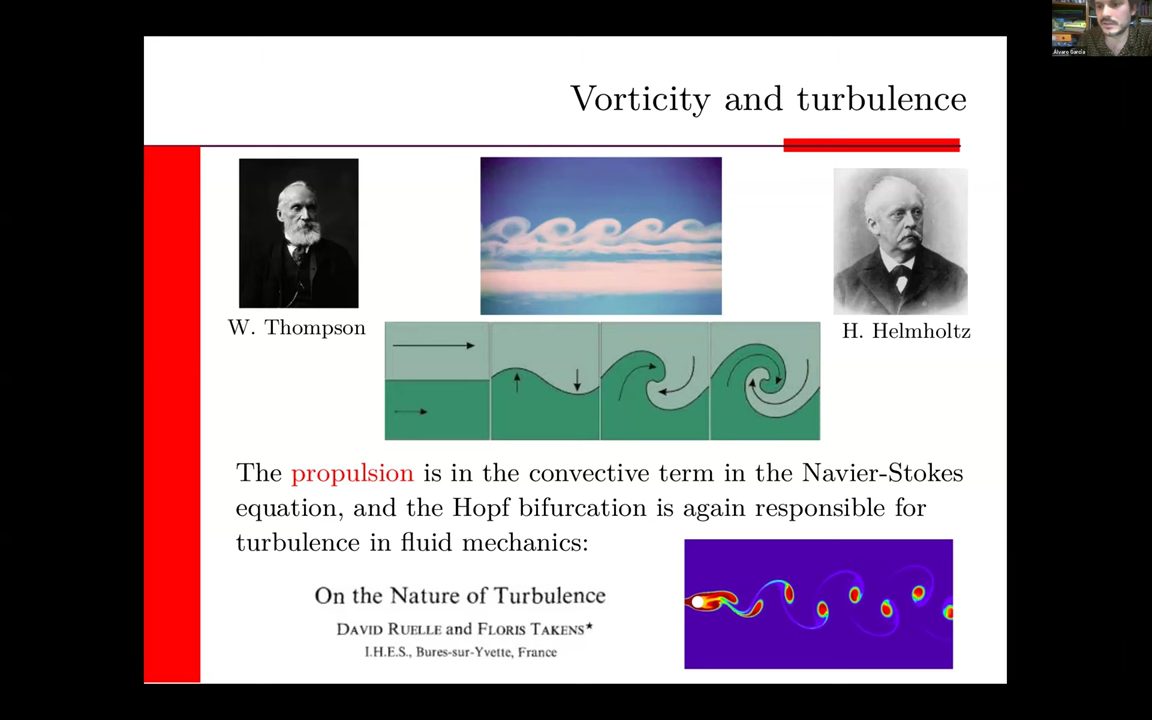 Álvaro García
Vorticity and turbulence
W. Thompson
H. Helmholtz
The propulsion is in the convective term in the Navier-Stokes
equation, and the Hopf bifurcation is again responsible for
turbulence in fluid mechanics:
On the Nature of Turbulence
DAVID RUELLE and FLORIS TAKENS*
I.H.E.S., Bures-sur-Yvette, France